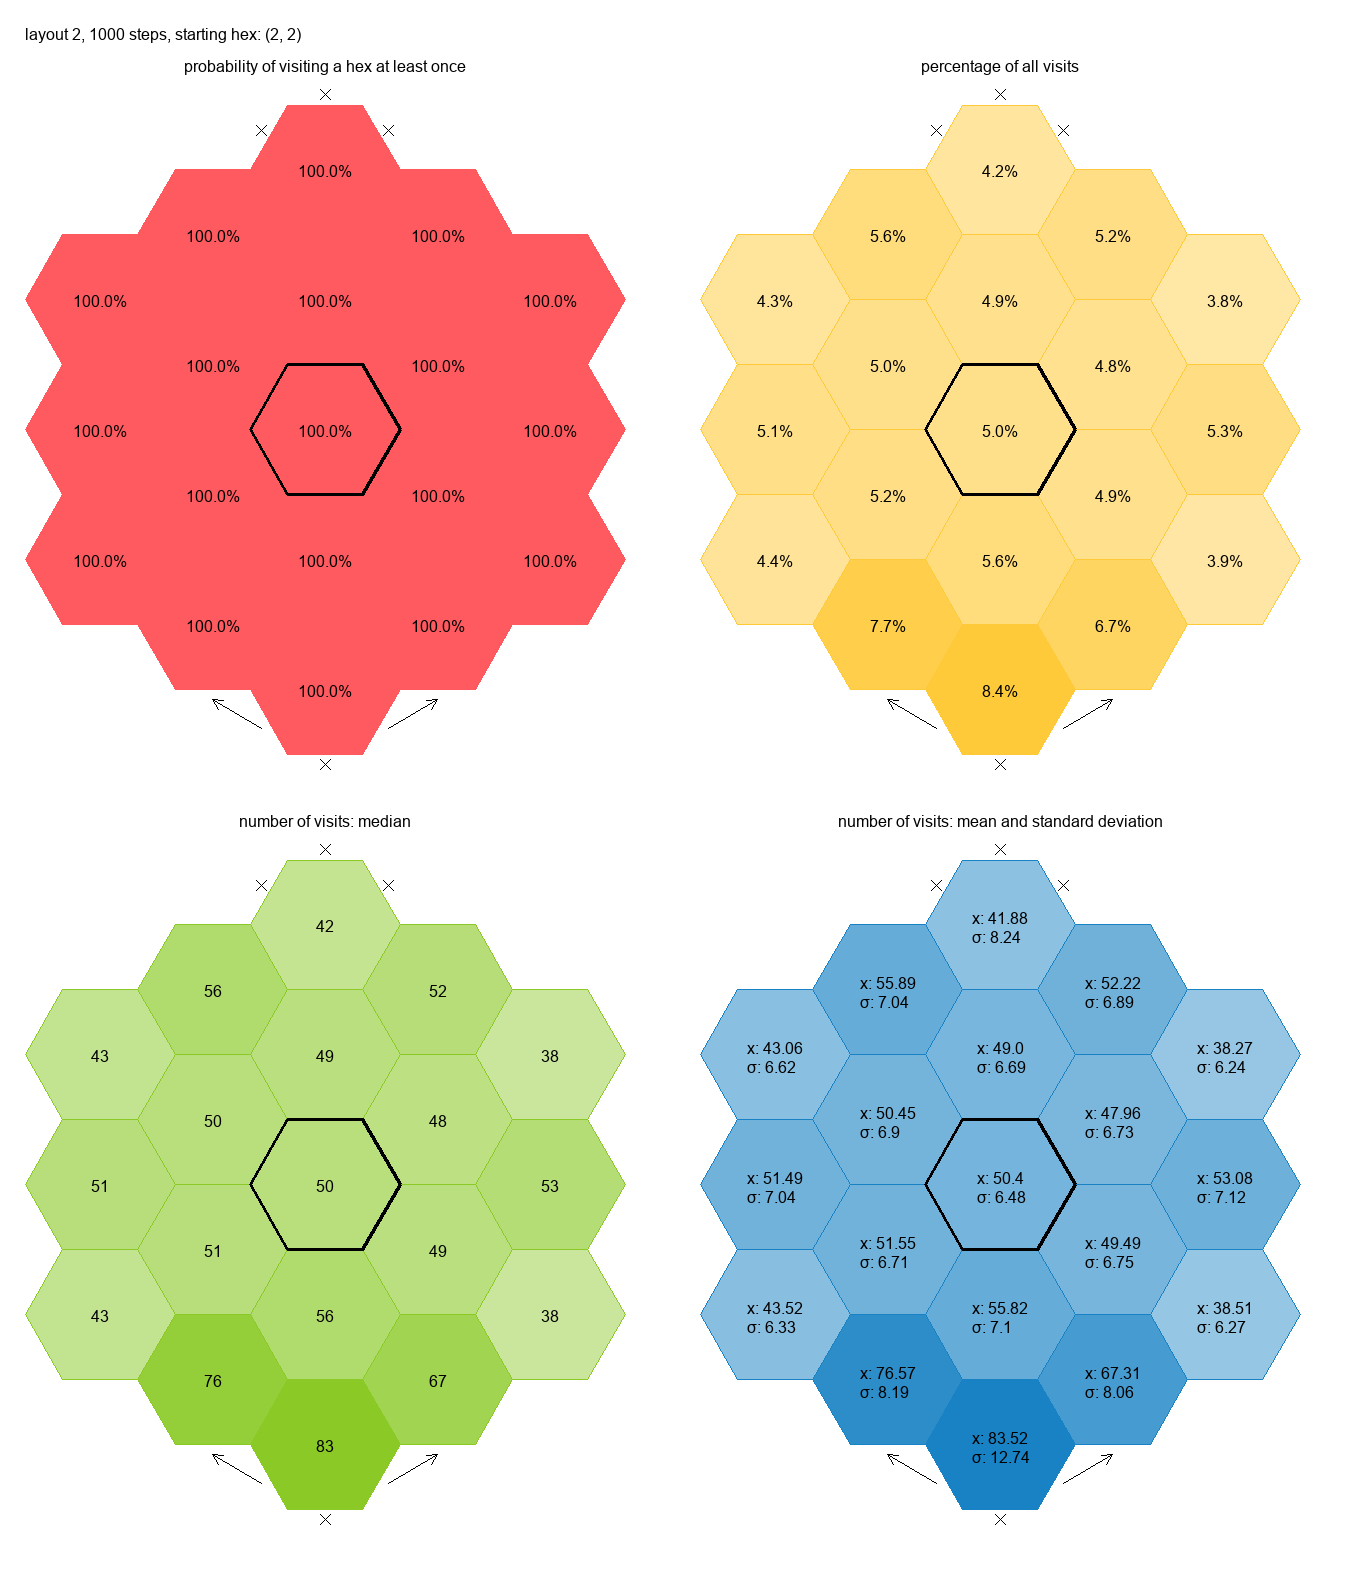 layout 2, 1000 steps, starting hex: (2, 2)
probability of visiting a hex at least once
100.0%
100.0% 100.0%
100.0% 100.0% 100.0%
100.0% 100.0%
100.0% 100.0% 100.0%
100.0% 100.0%
100.0% 100.0% 100.0%
100.0% 100.0%
100.0%
percentage of all visits
4.2%
5.6% 5.2%
4.3% 4.9% 3.8%
5.0% 4.8%
5.1% 5.0% 5.3%
5.2% 4.9%
4.4% 5.6% 3.9%
7.7% 6.7%
8.4%
number of visits: median
42
56 52
43 49 38
50 48
51 50 53
51 49
43 56 38
76 67
83
number of visits: mean and standard deviation
x: 41.88
σ: 8.24
x: 55.89 x: 52.22
σ: 7.04 σ: 6.89
x: 43.06 x: 49.0 x: 38.27
σ: 6.62 σ: 6.69 σ: 6.24
x: 50.45 x: 47.96
σ: 6.9 σ: 6.73
x: 51.49 x: 50.4 x: 53.08
σ: 7.04 σ: 6.48 σ: 7.12
x: 51.55 x: 49.49
σ: 6.71 σ: 6.75
x: 43.52 x: 55.82 x: 38.51
σ: 6.33 σ: 7.1 σ: 6.27
x: 76.57 x: 67.31
σ: 8.19 σ: 8.06
x: 83.52
σ: 12.74